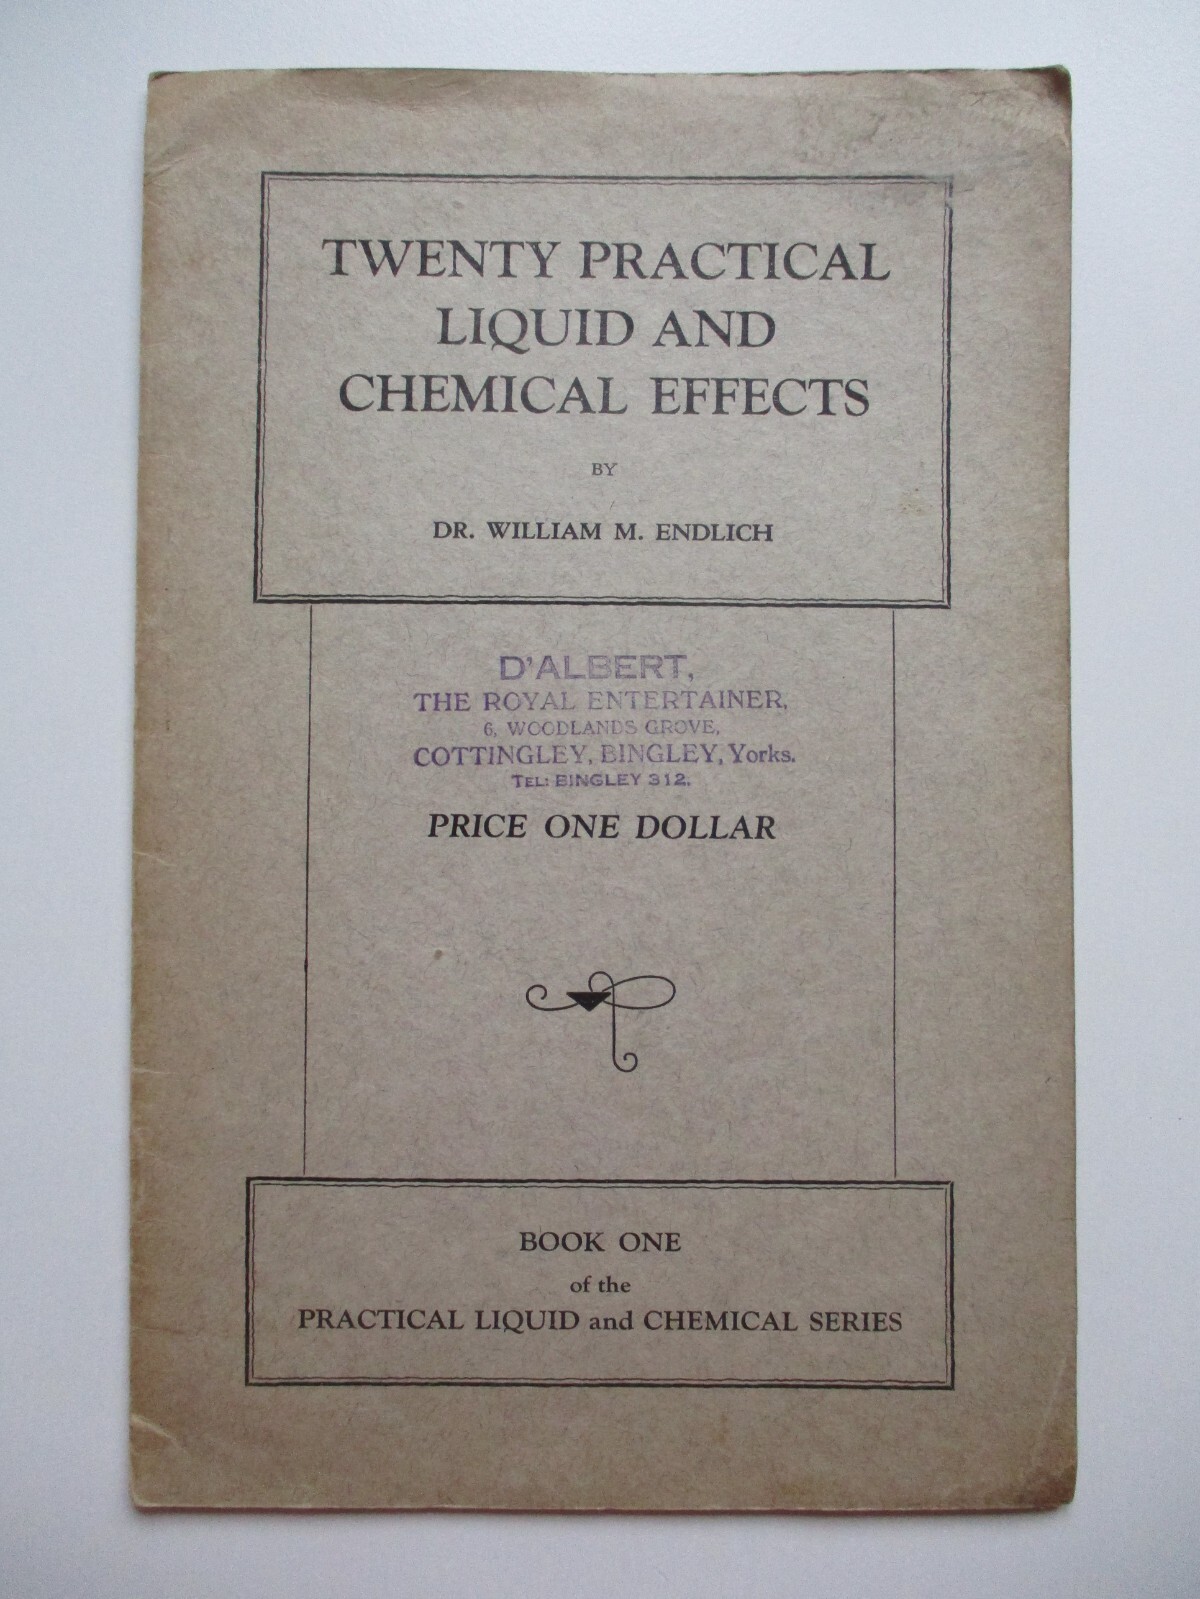 TWENTY PRACTICAL
LIQUID AND
CHEMICAL EFFECTS
BY
DR. WILLIAM M. ENDLICH
D'ALBERT,
THE ROYAL ENTERTAINER,
6, WOODLANDS GROVE,
COTTINGLEY, BINGLEY, Yorks.
TEL: BINGLEY 312.
PRICE ONE DOLLAR
BOOK ONE
of the
PRACTICAL LIQUID and CHEMICAL SERIES